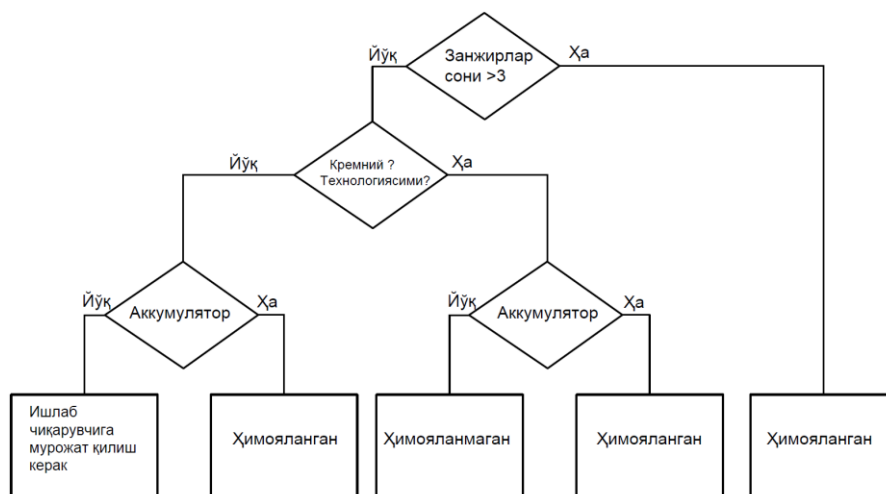 Занжирлар
сони >3
Йўқ
Ҳа
Кремний ?
Технологиясими?
Йўқ
Ҳа
Аккумулятор
Йўқ
Ҳа
Аккумулятор
Йўқ
Ҳа
Ишлаб
чиқарувчига
мурожат қилиш
керак
Ҳимояланган
Ҳимояланмаган
Ҳимояланган
Ҳимояланган